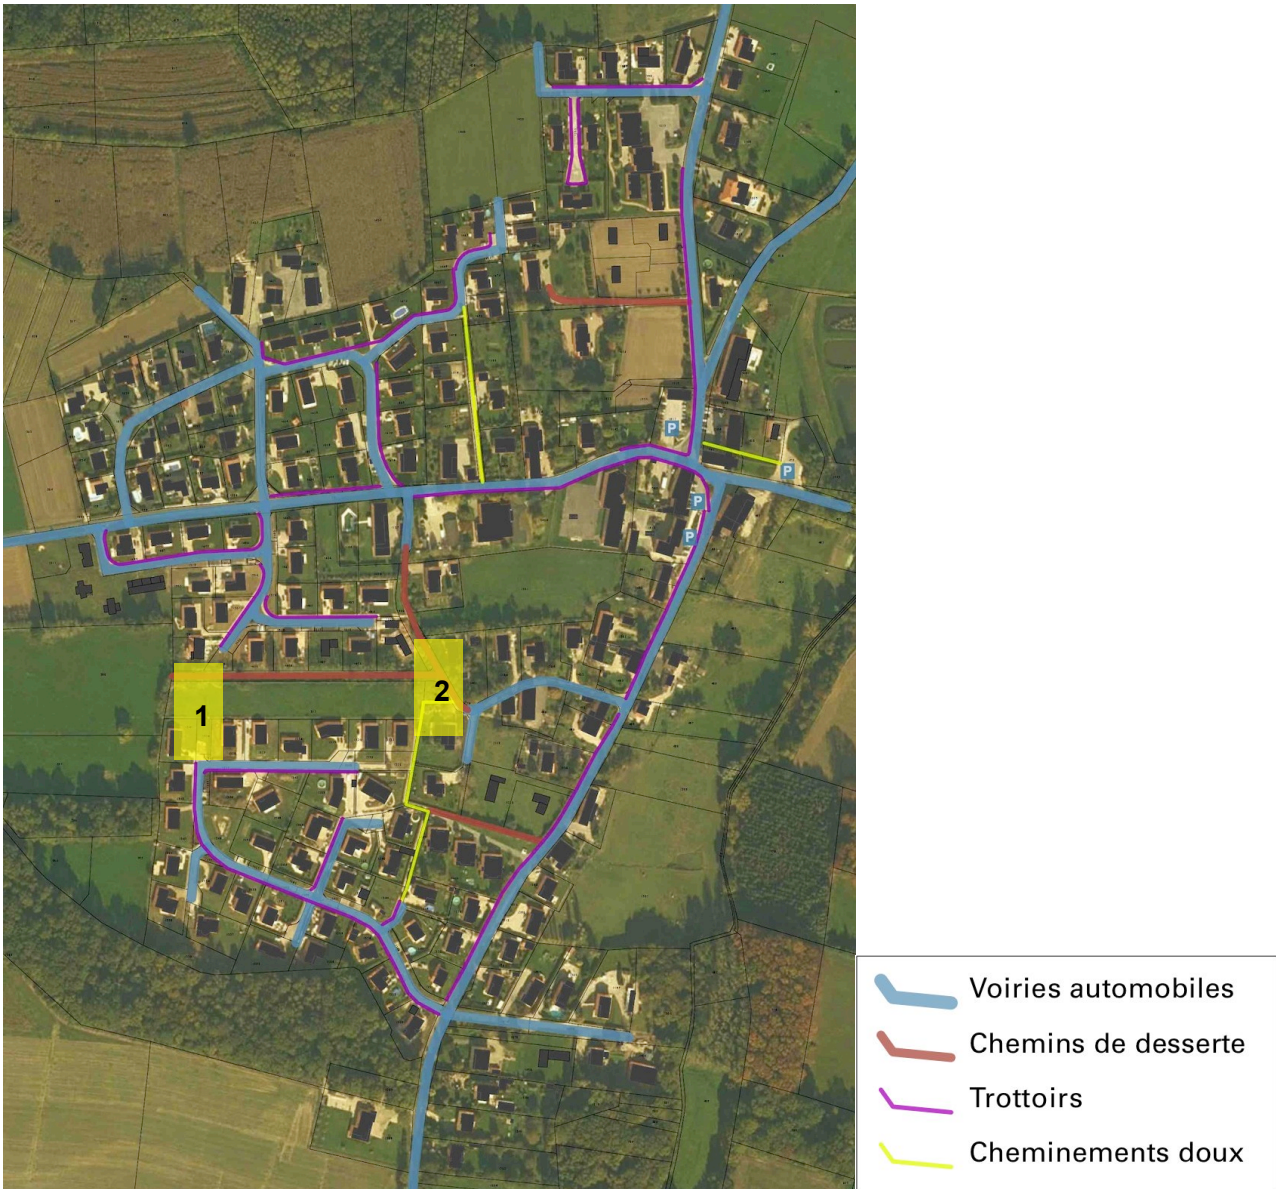 P
P
P
P
1
2
Voiries automobiles
Chemins de desserte
Trottoirs
Cheminements doux